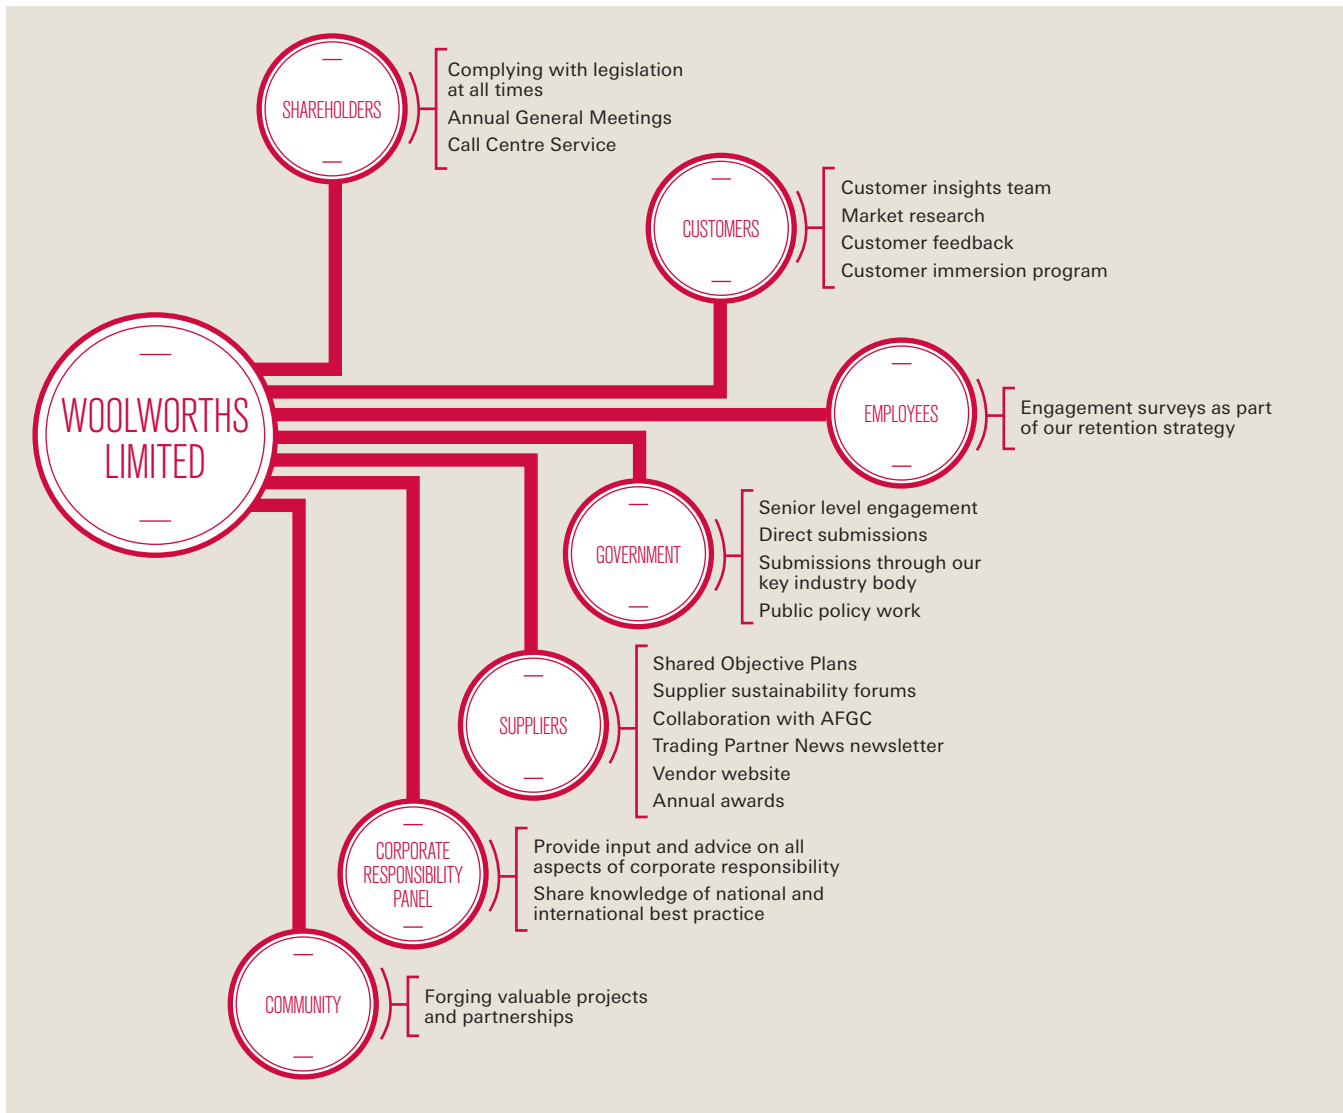 SHAREHOLDERS
Complying with legislation
at all times
Annual General Meetings
Call Centre Service
CUSTOMERS
Customer insights team
Market research
Customer feedback
Customer immersion program
WOOLWORTHS
LIMITED
EMPLOYEES
Engagement surveys as part
of our retention strategy
GOVERNMENT
Senior level engagement
Direct submissions
Submissions through our
key industry body
Public policy work
SUPPLIERS
Shared Objective Plans
Supplier sustainability forums
Collaboration with AFGC
Trading Partner News newsletter
Vendor website
Annual awards
CORPORATE
RESPONSIBILITY
PANEL
Provide input and advice on all
aspects of corporate responsibility
Share knowledge of national and
international best practice
COMMUNITY
Forging valuable projects
and partnerships